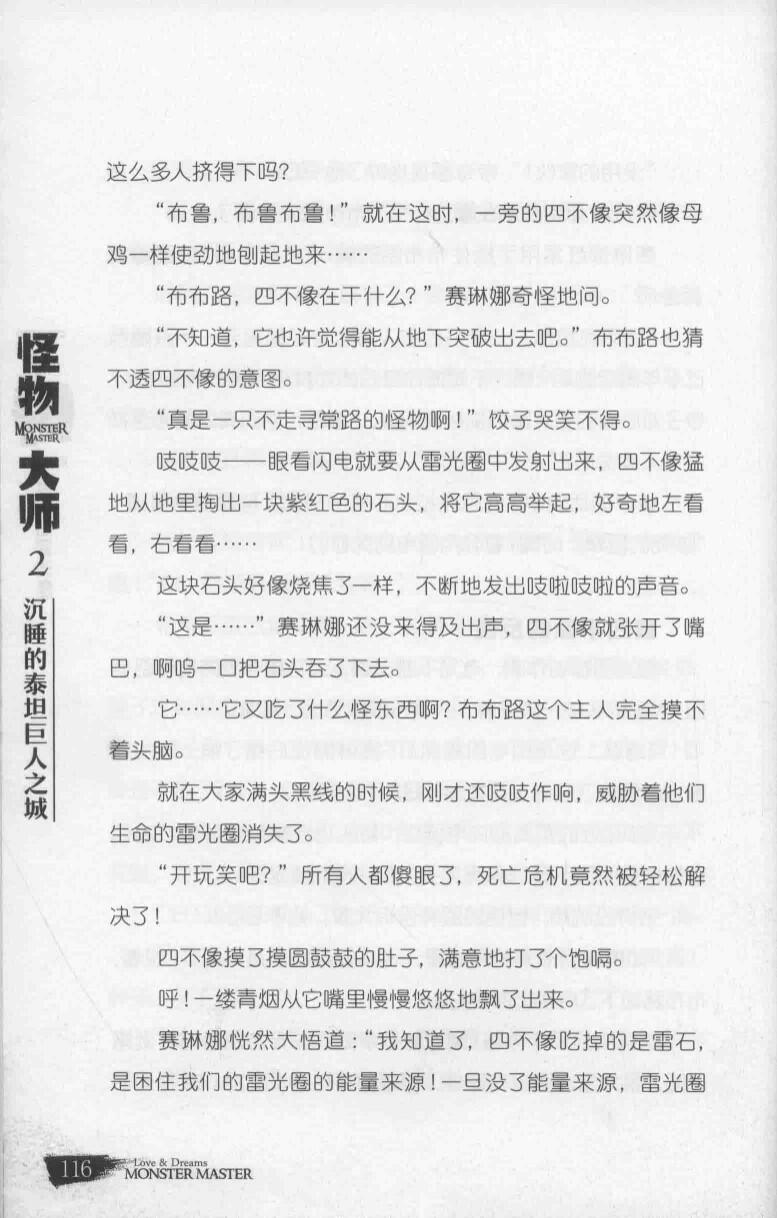 这么多人挤得下吗?
“布鲁，布鲁布鲁！”就在这时，一旁的四不像突然像母
鸡一样使劲地刨起地来……
“布布路，四不像在干什么？”赛琳娜奇怪地问。
“不知道，它也许觉得能从地下突破出去吧。”布布路也猜
不透四不像的意图。
“真是一只不走寻常路的怪物啊！”饺子哭笑不得。
吱吱吱——眼看闪电就要从雷光圈中发射出来，四不像猛
地从地里掏出一块紫红色的石头，将它高高举起，好奇地左看
看，右看看……
这块石头好像烧焦了一样，不断地发出吱啦吱啦的声音。
“这是……”赛琳娜还没来得及出声，四不像就张开了嘴
巴，啊呜一口把石头吞了下去。
它……它又吃了什么怪东西啊？布布路这个主人完全摸不
着头脑。
就在大家满头黑线的时候，刚才还吱吱作响，威胁着他们
生命的雷光圈消失了。
“开玩笑吧？”所有人都傻眼了，死亡危机竟然被轻松解
决了！
四不像摸了摸圆鼓鼓的肚子，满意地打了个饱嗝。
呼！一缕青烟从它嘴里慢慢悠悠地飘了出来。
赛琳娜恍然大悟道：“我知道了，四不像吃掉的是雷石，
是困住我们的雷光圈的能量来源！一旦没了能量来源，雷光圈
怪物
MONSTER
MASTER
大师
2
沉睡的泰坦巨人之城
116
Love & Dreams
MONSTER MASTER